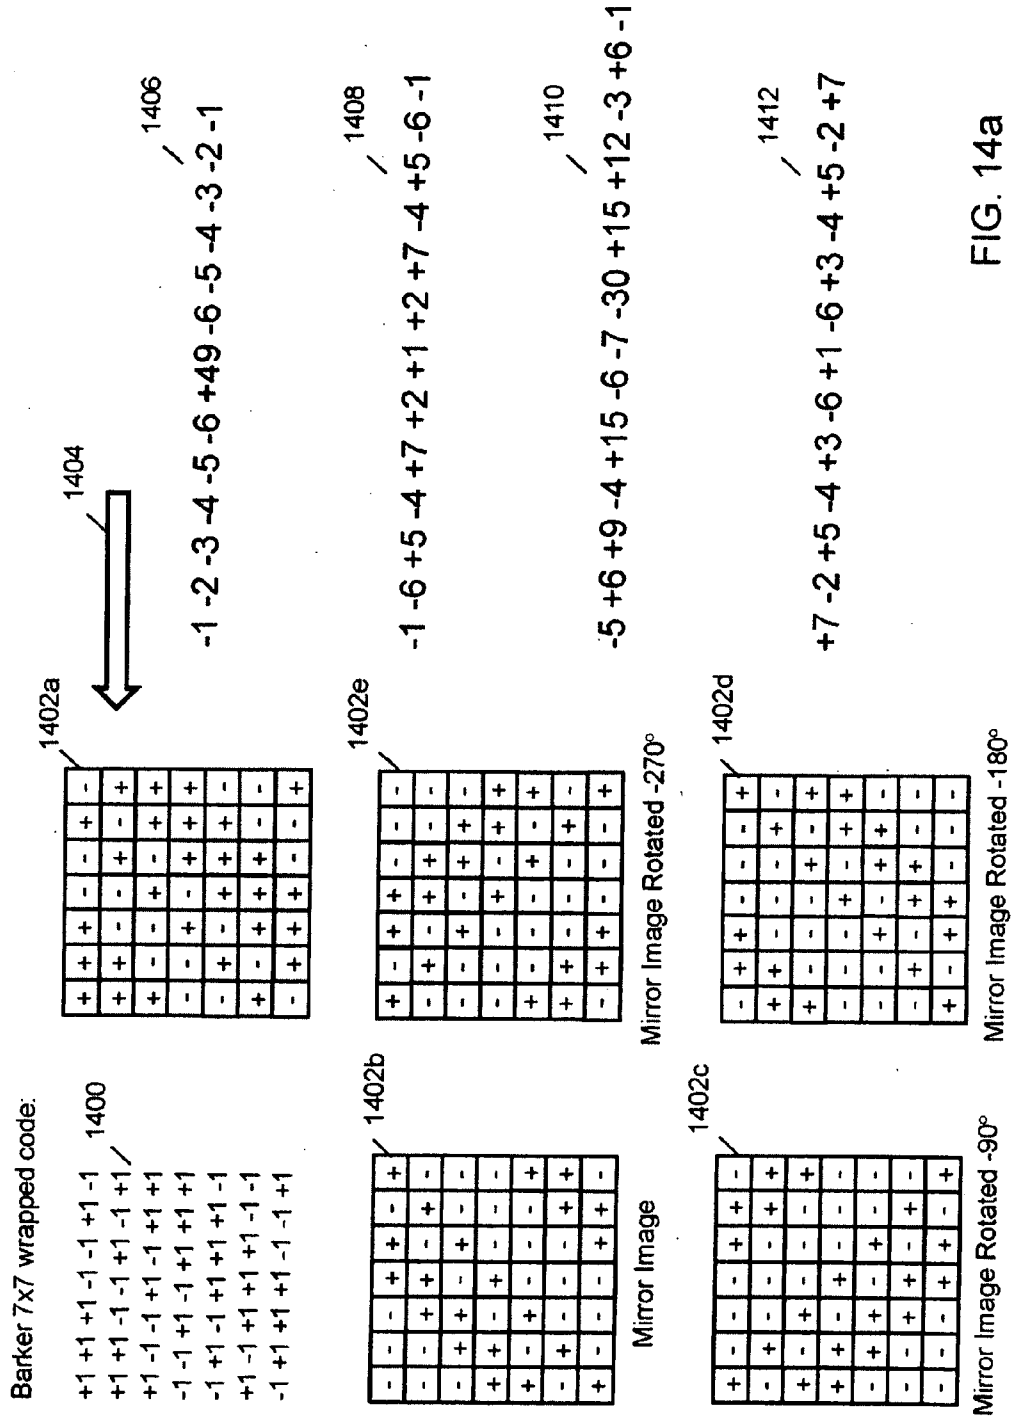 Barker 7x7 wrapped code:
+1 +1 +1 -1 -1 +1 -1
+1 +1 -1 -1 +1 -1 +1
+1 -1 -1 +1 -1 +1 +1
-1 -1 +1 -1 +1 +1 +1
-1 +1 -1 +1 +1 +1 -1
+1 -1 +1 +1 +1 -1 -1
-1 +1 +1 +1 -1 -1 +1
1400
1402a
+ + + - - + -
+ + - - + - +
+ - - + - + +
- - + - + + +
- + - + + + -
+ - + + + - -
- + + + - - +
1404
1406
-1 -2 -3 -4 -5 -6 +49 -6 -5 -4 -3 -2 -1
1402b
- - - + + - +
- - + + - + -
- + + - + - -
+ + - + - - -
+ - + - - - +
- + - - - + +
+ - - - + + -
Mirror Image
1402e
+ - + + - - -
- + - + + - -
- - + - + + -
- - - + - + +
+ - - - + - +
+ + - - - + -
- + + - - - +
Mirror Image Rotated -270°
1408
-1 -6 +5 -4 +7 +2 +1 +2 +7 -4 +5 -6 -1
1410
-5 +6 +9 -4 +15 -6 -7 -30 +15 +12 -3 +6 -1
1402c
+ - - - + + -
- + - - - + +
+ - + - - - +
+ + - + - - -
- + + - + - -
- - + + - + -
- - - + + - +
Mirror Image Rotated -90°
1402d
- + + - - - +
+ + - - - + -
+ - - - + - +
- - - + - + +
- - + - + + -
- + - + + - -
+ - + + - - -
Mirror Image Rotated -180°
1412
+7 -2 +5 -4 +3 -6 +1 -6 +3 -4 +5 -2 +7
FIG. 14a